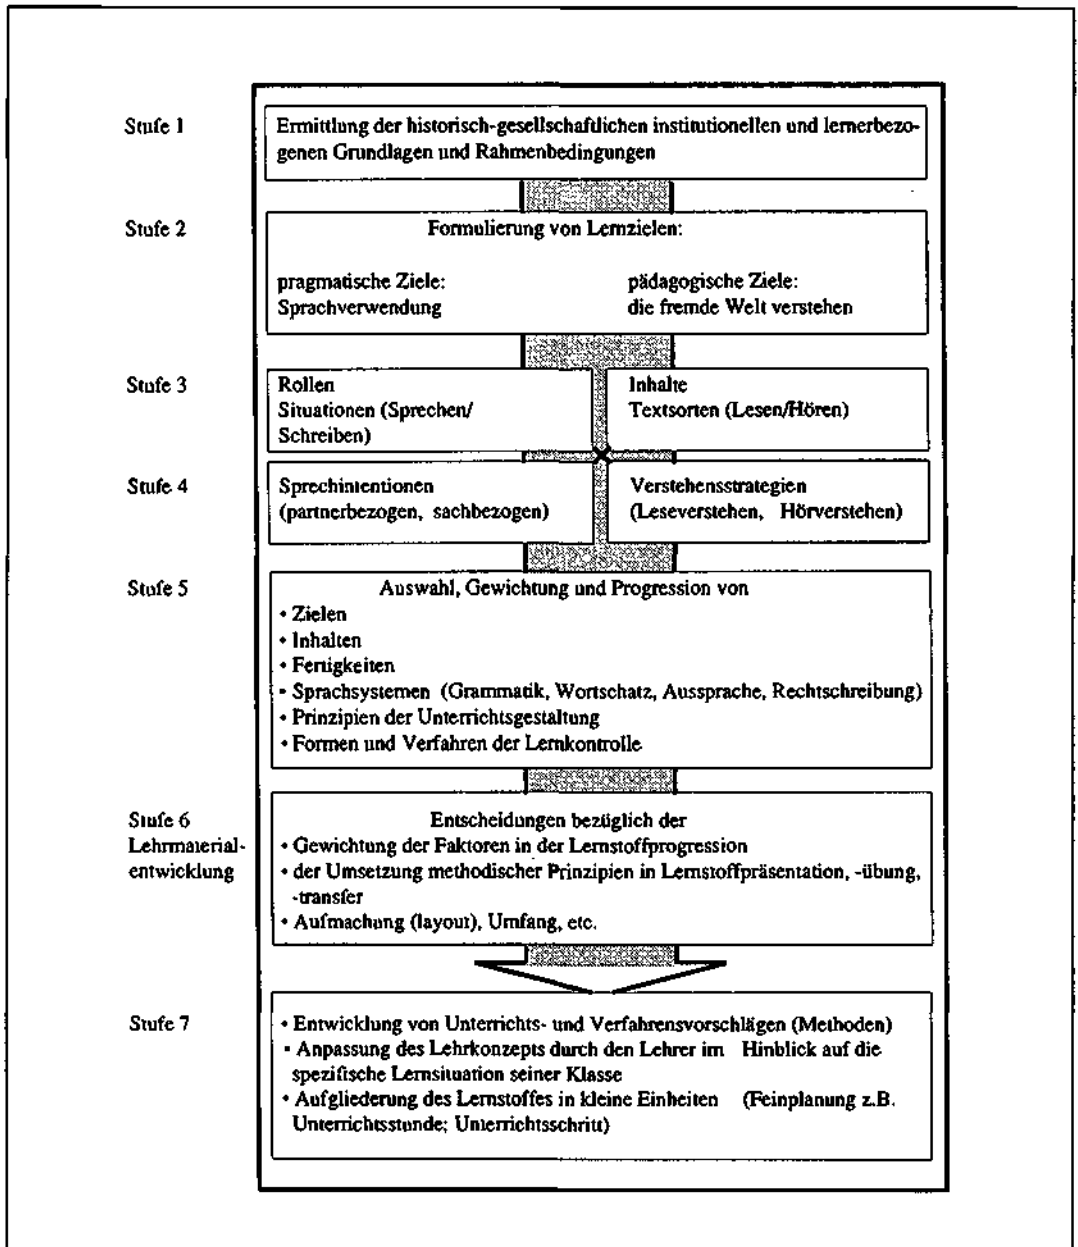 Stufe 1
Ermittlung der historisch-gesellschaftlichen institutionellen und lernerbezo-
genen Grundlagen und Rahmenbedingungen
Stufe 2
Formulierung von Lernzielen:
pragmatische Ziele:
Sprachverwendung
pädagogische Ziele:
die fremde Welt verstehen
Stufe 3
Rollen
Situationen (Sprechen/
Schreiben)
Inhalte
Textsorten (Lesen/Hören)
Stufe 4
Sprechintentionen
(partnerbezogen, sachbezogen)
Verstehensstrategien
(Leseverstehen, Hörverstehen)
Stufe 5
Auswahl, Gewichtung und Progression von
• Zielen
• Inhalten
• Fertigkeiten
• Sprachsystemen (Grammatik, Wortschatz, Aussprache, Rechtschreibung)
• Prinzipien der Unterrichtsgestaltung
• Formen und Verfahren der Lernkontrolle
Stufe 6
Lehrmaterial-
entwicklung
Entscheidungen bezüglich der
• Gewichtung der Faktoren in der Lernstoffprogression
• der Umsetzung methodischer Prinzipien in Lernstoffpräsentation, -übung,
-transfer
• Aufmachung (layout), Umfang, etc.
Stufe 7
• Entwicklung von Unterrichts- und Verfahrensvorschlägen (Methoden)
• Anpassung des Lehrkonzepts durch den Lehrer im Hinblick auf die
spezifische Lernsituation seiner Klasse
• Aufgliederung des Lernstoffes in kleine Einheiten (Feinplanung z.B.
Unterrichtsstunde; Unterrichtsschritt)